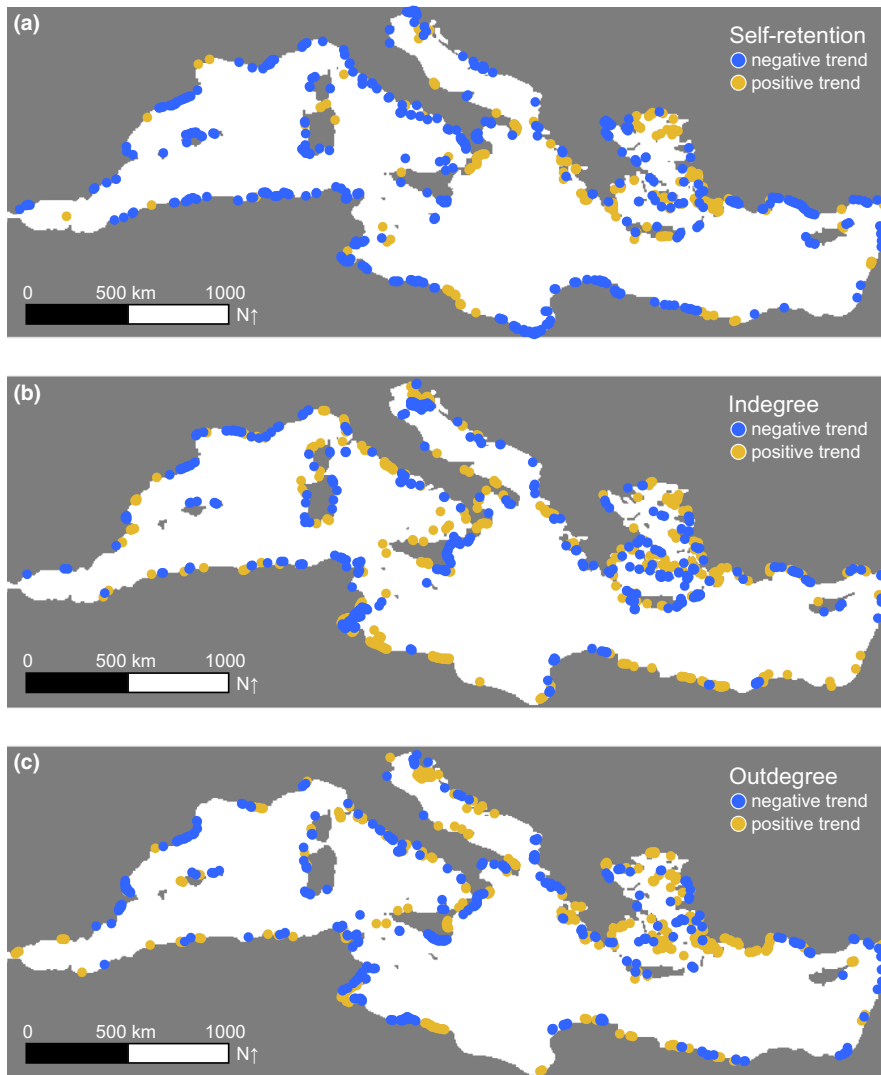 (a)
Self-retention
negative trend
positive trend
0 500 km 1000
N↑
(b)
Indegree
negative trend
positive trend
0 500 km 1000
N↑
(c)
Outdegree
negative trend
positive trend
0 500 km 1000
N↑